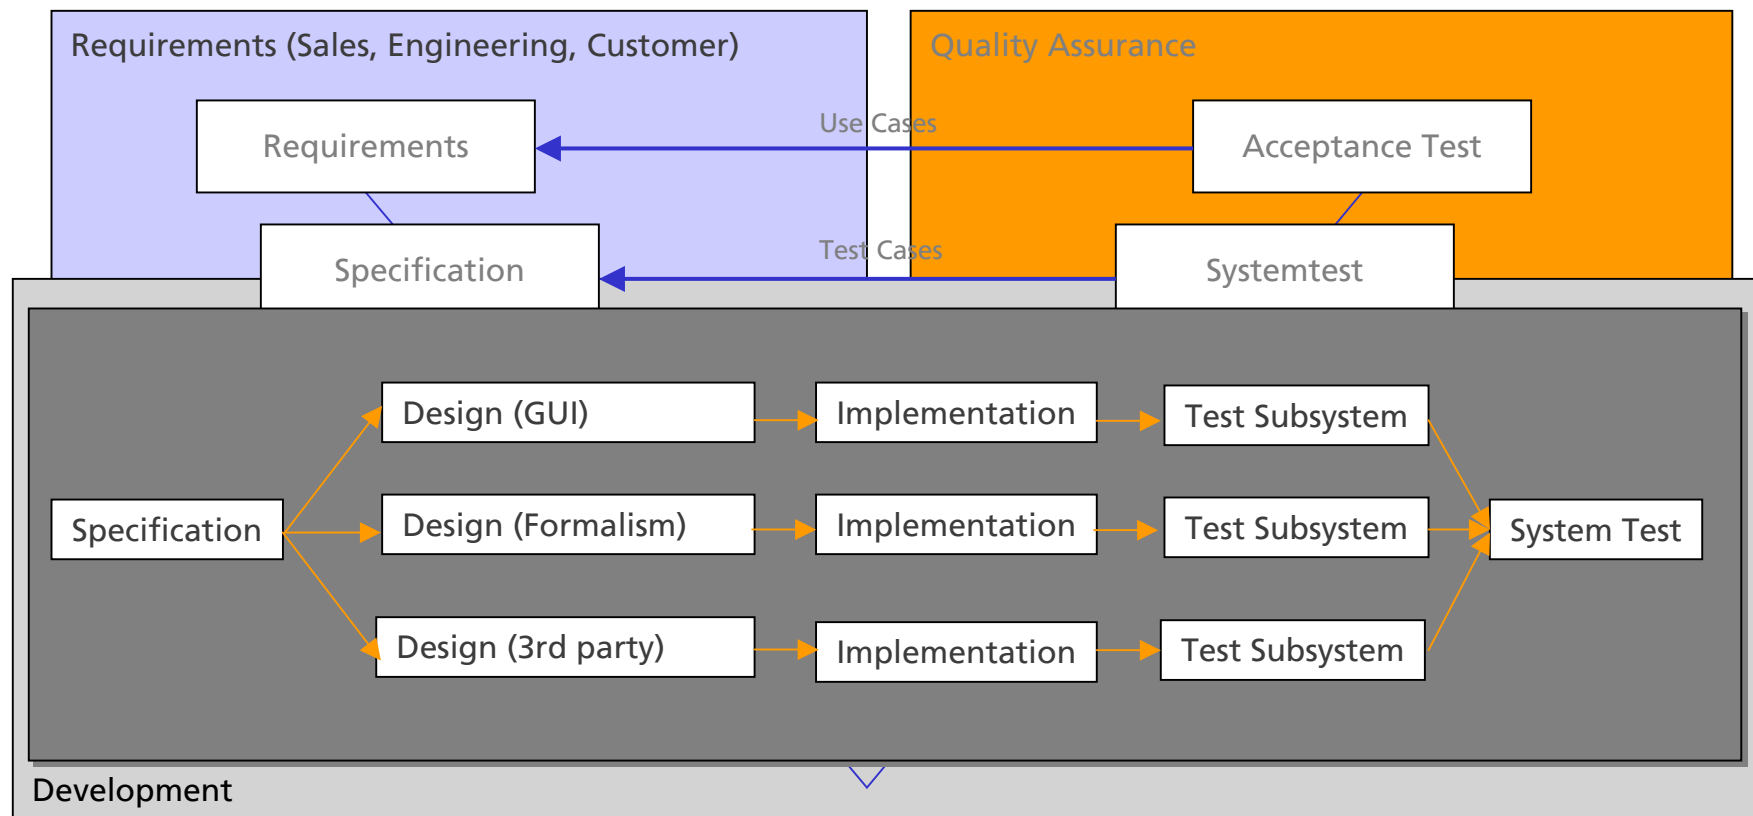 Requirements (Sales, Engineering, Customer)
Quality Assurance
Use Cases
Requirements
Acceptance Test
Test Cases
Specification
Systemtest
Design (GUI)
Implementation
Test Subsystem
Specification
Design (Formalism)
Implementation
Test Subsystem
System Test
Design (3rd party)
Implementation
Test Subsystem
Development